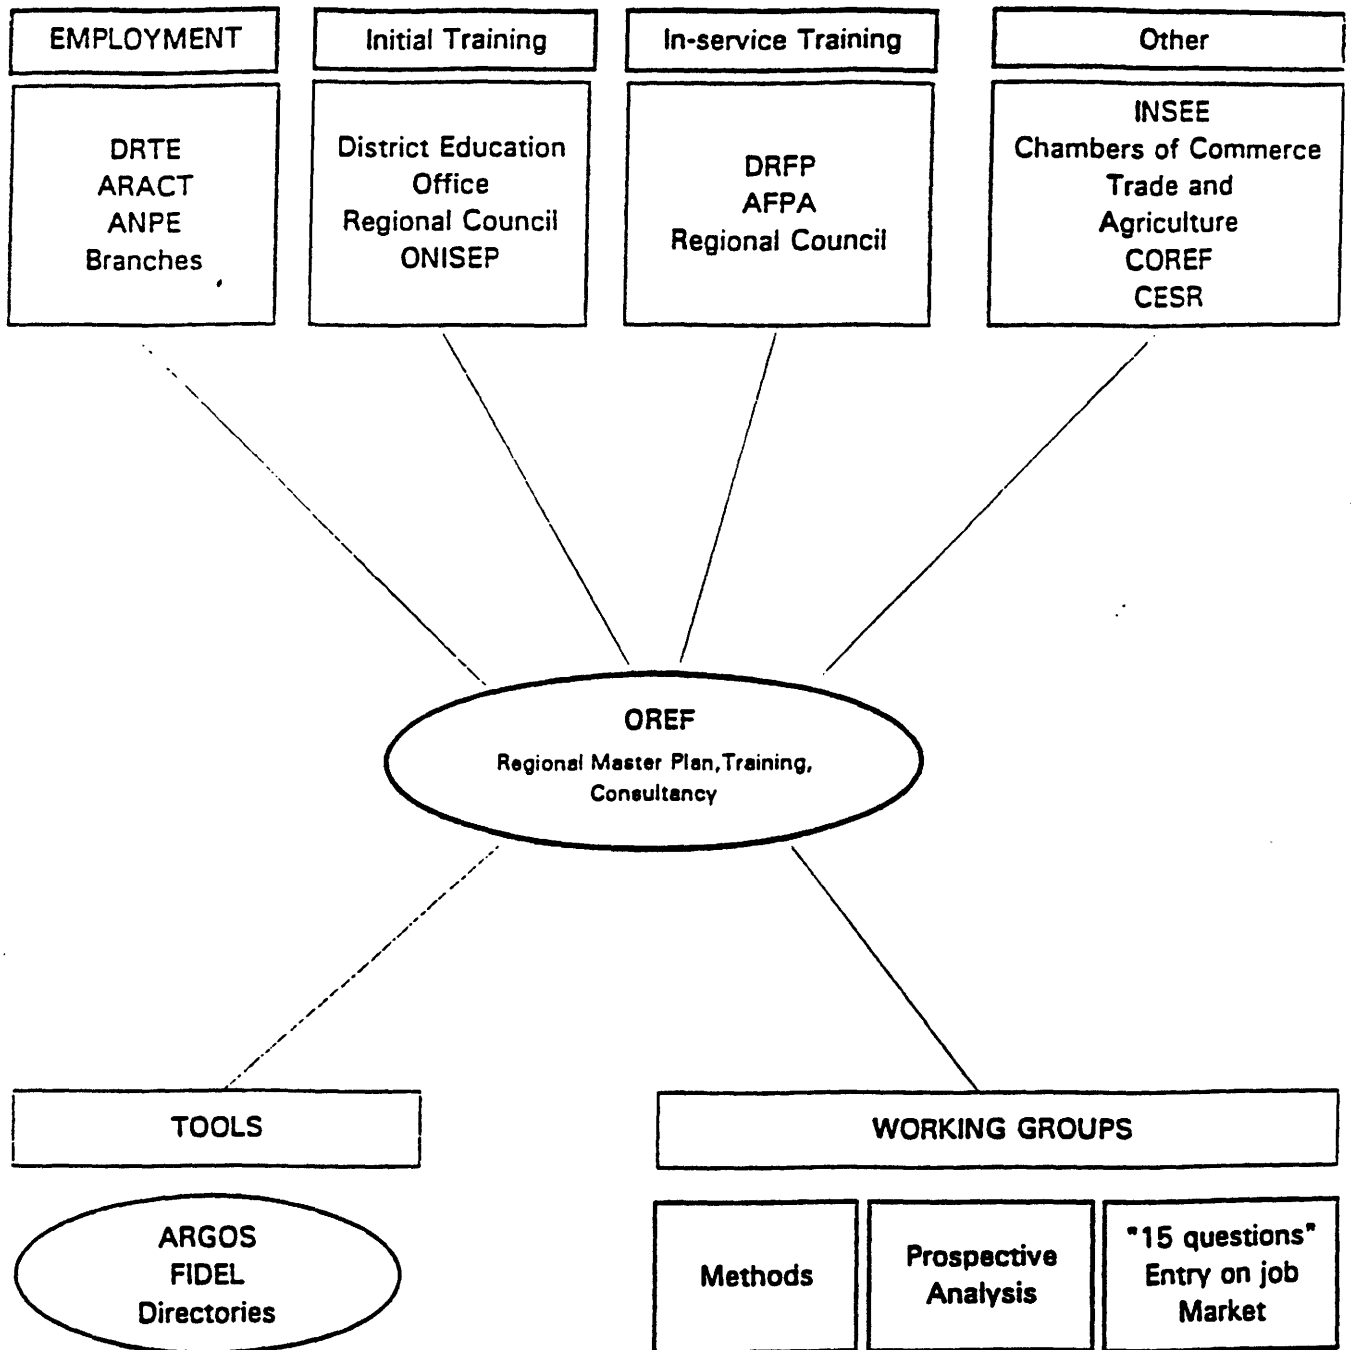 EMPLOYMENT
DRTE
ARACT
ANPE
Branches
Initial Training
District Education
Office
Regional Council
ONISEP
In-service Training
DRFP
AFPA
Regional Council
Other
INSEE
Chambers of Commerce
Trade and
Agriculture
COREF
CESR
OREF
Regional Master Plan,Training,
Consultancy
TOOLS
ARGOS
FIDEL
Directories
WORKING GROUPS
Methods
Prospective
Analysis
"15 questions"
Entry on job
Market